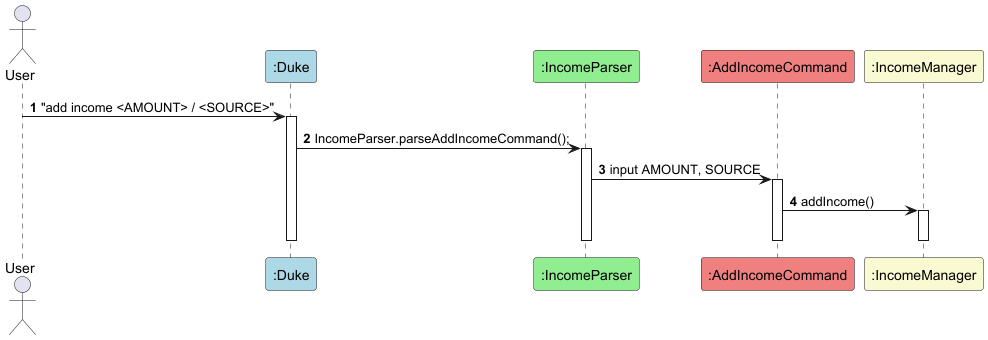 User
:Duke
:IncomeParser
:AddIncomeCommand
:IncomeManager
1 "add income <AMOUNT> / <SOURCE>"
2 IncomeParser.parseAddIncomeCommand();
3 input AMOUNT, SOURCE
4 addIncome()
User
:Duke
:IncomeParser
:AddIncomeCommand
:IncomeManager